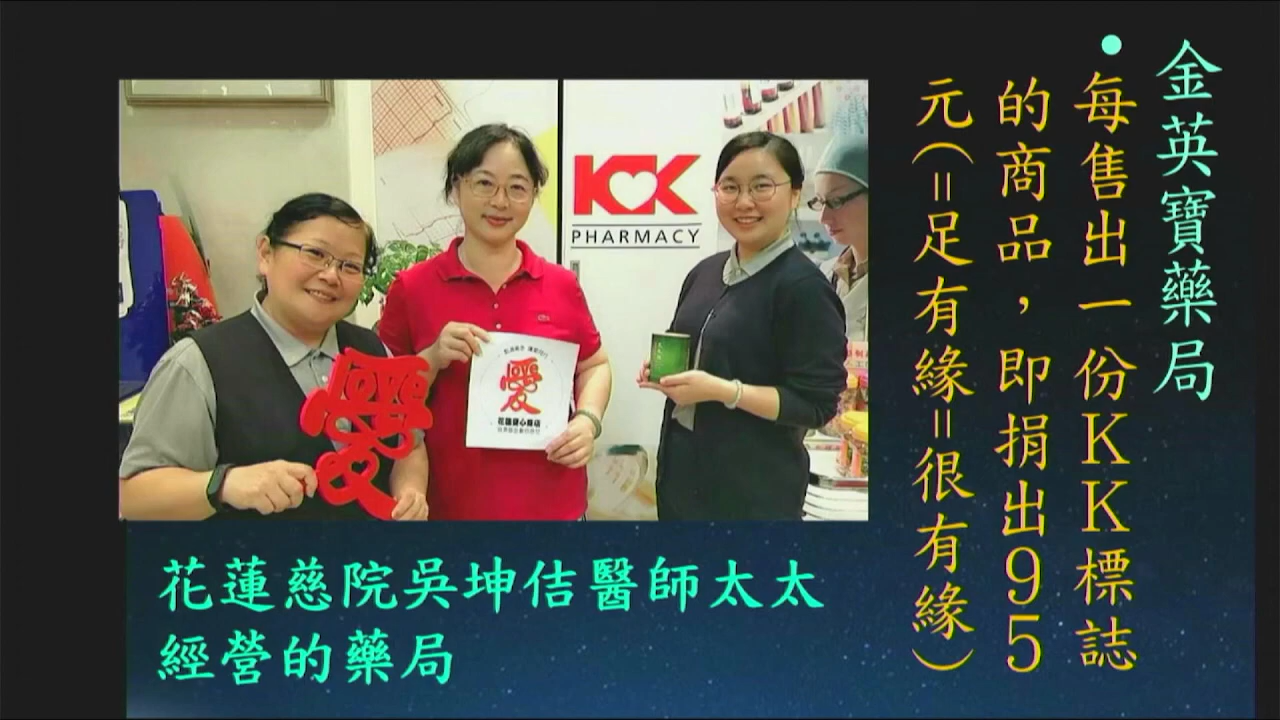 金英寶藥局
• 每售出一份KK標誌
的商品，即捐出95
元(=足有緣=很有緣)
KK
PHARMACY
愛
愛
花蓮愛心商店
花蓮慈院吳坤佶醫師太太
經營的藥局